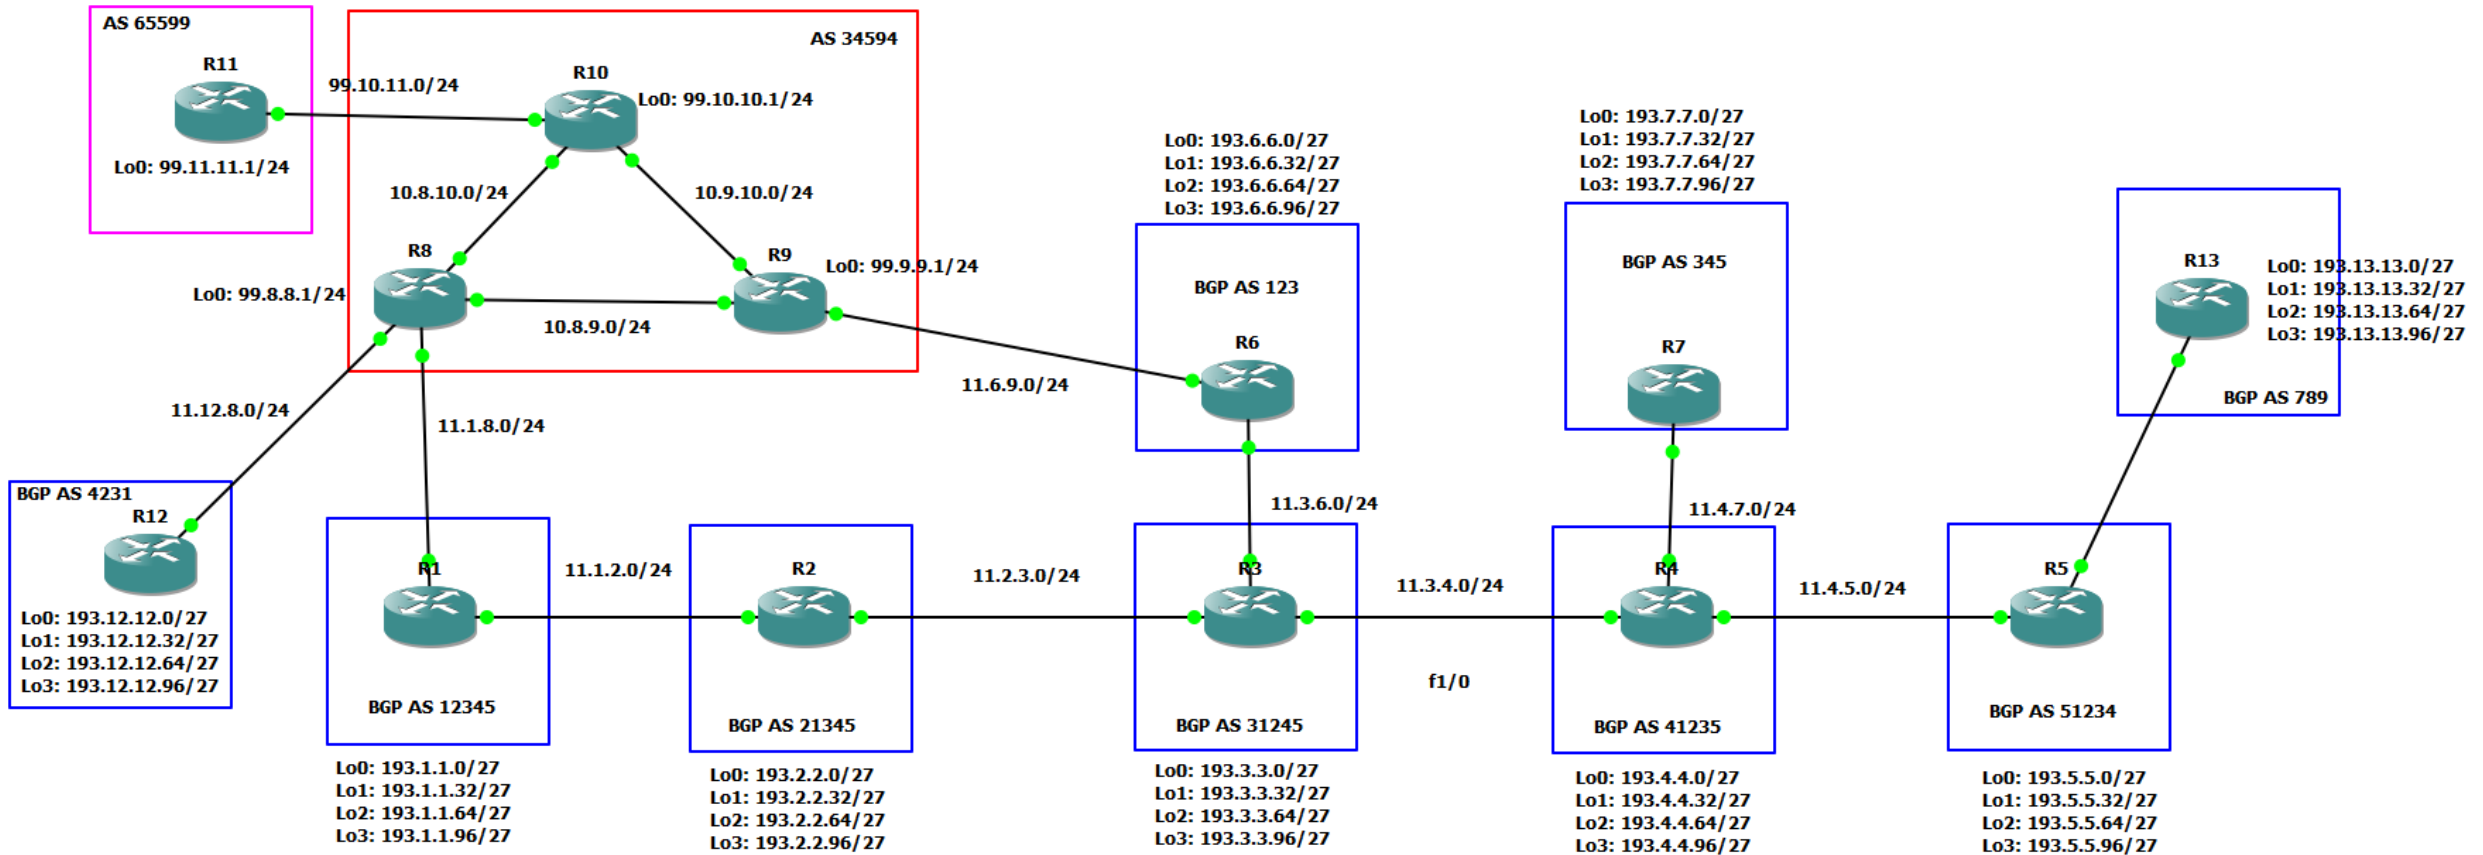 AS 65599
R11
99.10.11.0/24
Lo0: 99.11.11.1/24
AS 34594
R10
Lo0: 99.10.10.1/24
10.8.10.0/24
10.9.10.0/24
R8
Lo0: 99.8.8.1/24
R9
Lo0: 99.9.9.1/24
10.8.9.0/24
11.12.8.0/24
11.1.8.0/24
11.6.9.0/24
Lo0: 193.6.6.0/27
Lo1: 193.6.6.32/27
Lo2: 193.6.6.64/27
Lo3: 193.6.6.96/27
BGP AS 123
R6
11.3.6.0/24
Lo0: 193.7.7.0/27
Lo1: 193.7.7.32/27
Lo2: 193.7.7.64/27
Lo3: 193.7.7.96/27
BGP AS 345
R7
11.4.7.0/24
R13
Lo0: 193.13.13.0/27
Lo1: 193.13.13.32/27
Lo2: 193.13.13.64/27
Lo3: 193.13.13.96/27
BGP AS 789
BGP AS 4231
R12
Lo0: 193.12.12.0/27
Lo1: 193.12.12.32/27
Lo2: 193.12.12.64/27
Lo3: 193.12.12.96/27
R1
11.1.2.0/24
BGP AS 12345
Lo0: 193.1.1.0/27
Lo1: 193.1.1.32/27
Lo2: 193.1.1.64/27
Lo3: 193.1.1.96/27
R2
11.2.3.0/24
BGP AS 21345
Lo0: 193.2.2.0/27
Lo1: 193.2.2.32/27
Lo2: 193.2.2.64/27
Lo3: 193.2.2.96/27
R3
11.3.4.0/24
f1/0
BGP AS 31245
Lo0: 193.3.3.0/27
Lo1: 193.3.3.32/27
Lo2: 193.3.3.64/27
Lo3: 193.3.3.96/27
R4
11.4.5.0/24
BGP AS 41235
Lo0: 193.4.4.0/27
Lo1: 193.4.4.32/27
Lo2: 193.4.4.64/27
Lo3: 193.4.4.96/27
R5
BGP AS 51234
Lo0: 193.5.5.0/27
Lo1: 193.5.5.32/27
Lo2: 193.5.5.64/27
Lo3: 193.5.5.96/27